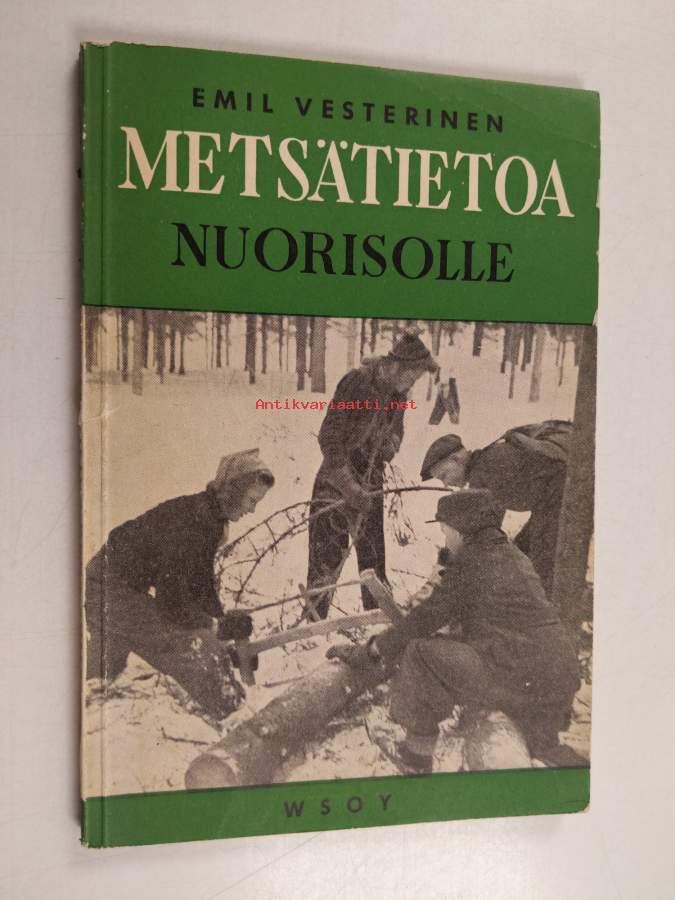 EMIL VESTERINEN
METSÄTIETOA
NUORISOLLE
Antikvariaatti.net
WSOY